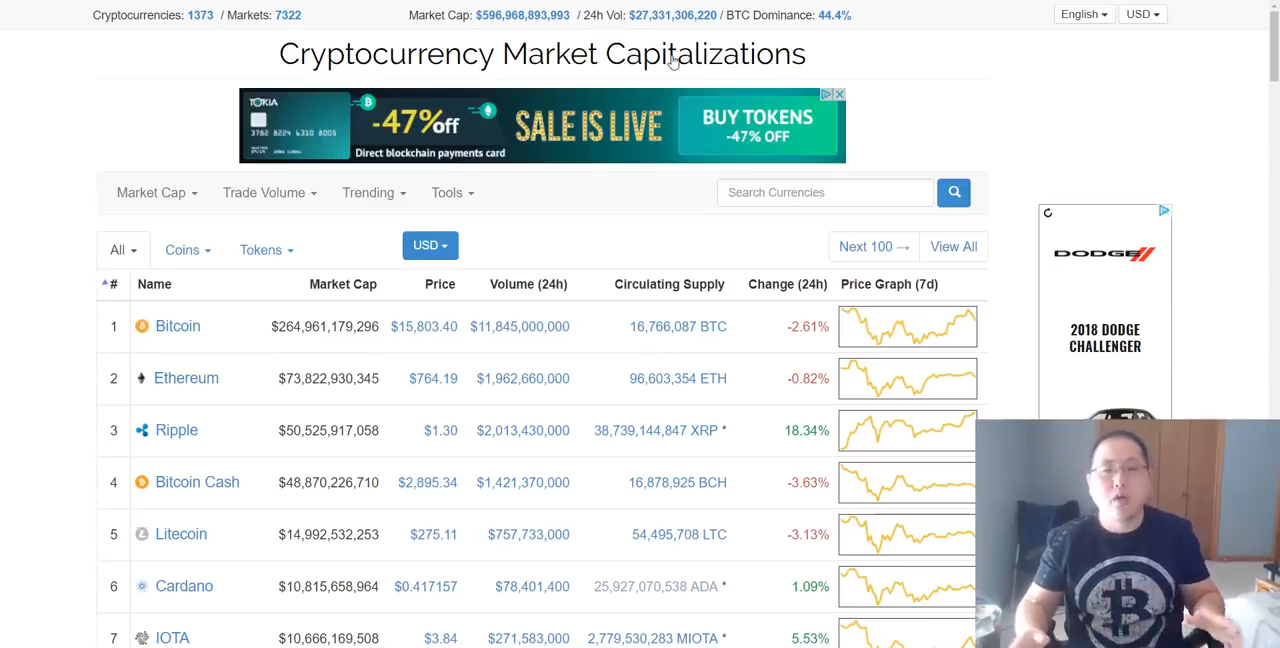 Cryptocurrencies: 1373 / Markets: 7322 Market Cap: $596,968,893,993 / 24h Vol: $27,331,306,220 / BTC Dominance: 44.4% English USD
Cryptocurrency Market Capitalizations
TOKIA
3782 8224 6310 8005
-47%off
Direct blockchain payments card
SALE IS LIVE
BUY TOKENS
-47% OFF
Market Cap Trade Volume Trending Tools Search Currencies
All Coins Tokens USD Next 100 → View All
# Name Market Cap Price Volume (24h) Circulating Supply Change (24h) Price Graph (7d)
1 Bitcoin $264,961,179,296 $15,803.40 $11,845,000,000 16,766,087 BTC -2.61%
2 Ethereum $73,822,930,345 $764.19 $1,962,660,000 96,603,354 ETH -0.82%
3 Ripple $50,525,917,058 $1.30 $2,013,430,000 38,739,144,847 XRP * 18.34%
4 Bitcoin Cash $48,870,226,710 $2,895.34 $1,421,370,000 16,878,925 BCH -3.63%
5 Litecoin $14,992,532,253 $275.11 $757,733,000 54,495,708 LTC -3.13%
6 Cardano $10,815,658,964 $0.417157 $78,401,400 25,927,070,538 ADA * 1.09%
7 IOTA $10,666,169,508 $3.84 $271,583,000 2,779,530,283 MIOTA * 5.53%
DODGE
2018 DODGE
CHALLENGER